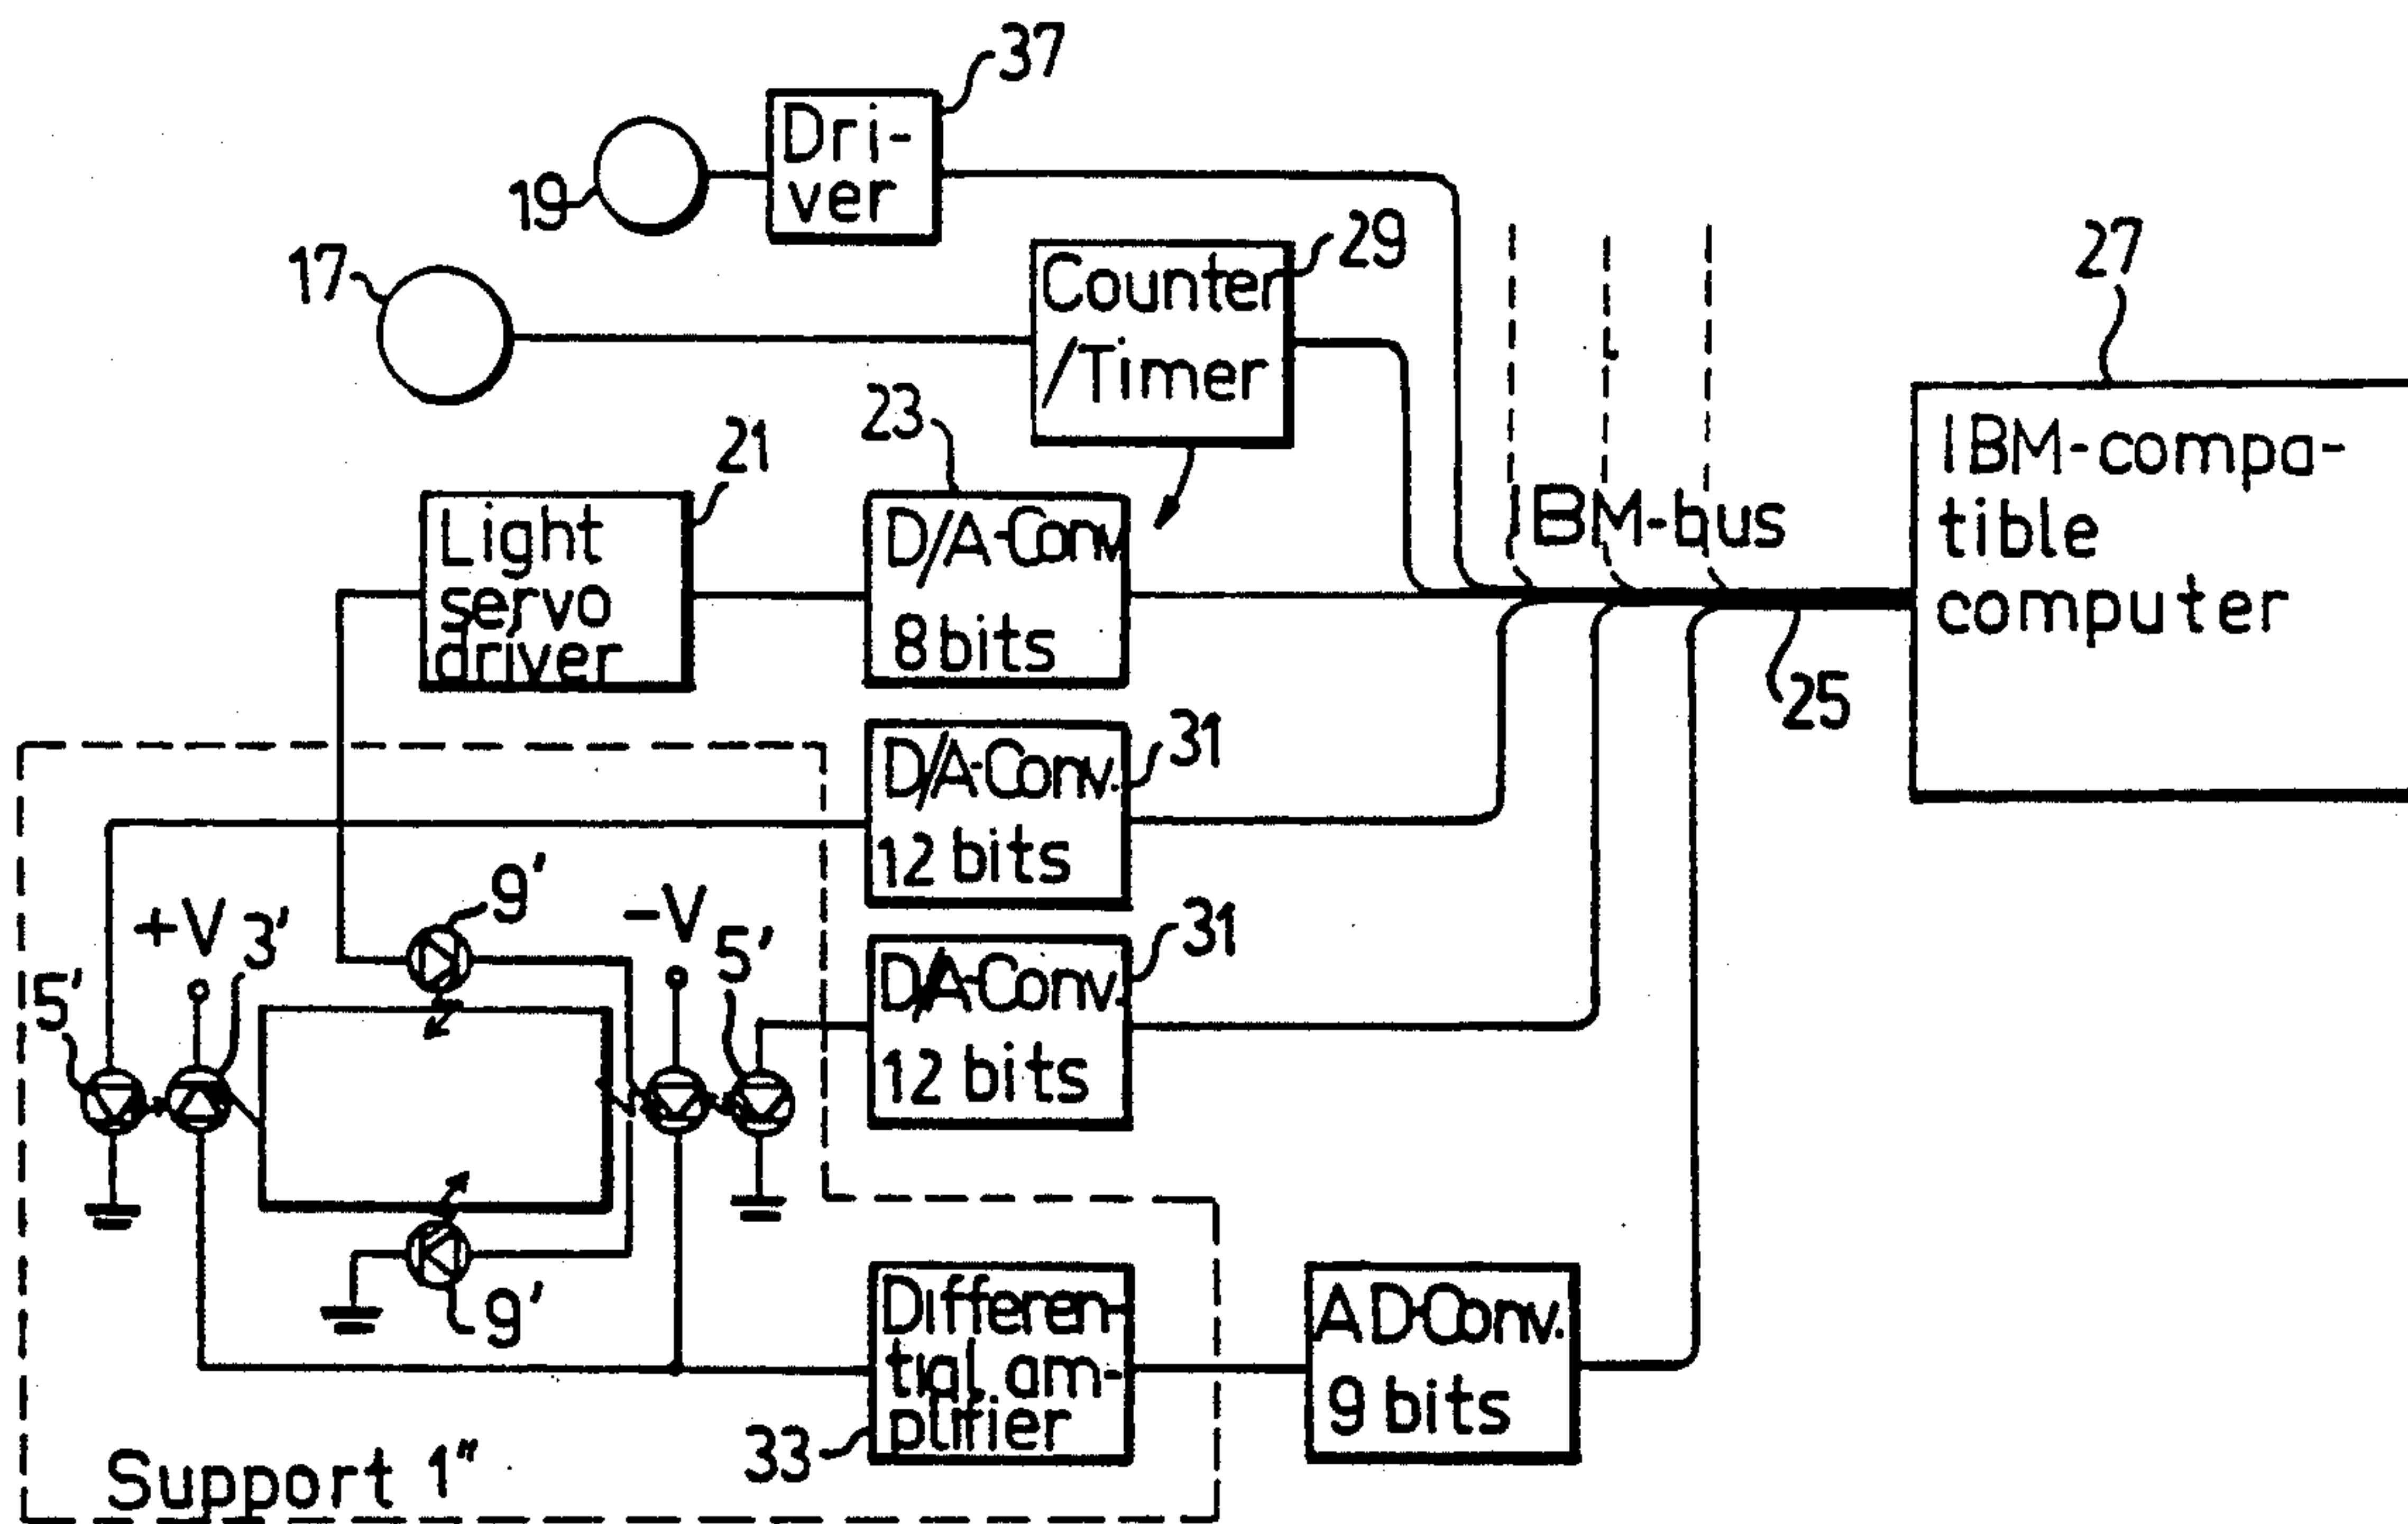 37
Dri-
ver
19
17
Counter
/Timer
29
27
IBM-compa-
tible
computer
21
Light
servo
driver
23
D/A-Conv
8 bits
IBM-bus
25
D/A-Conv.
12 bits
31
D/A-Conv.
12 bits
31
+V
3'
5'
9'
-V
5'
9'
Differen-
tial am-
plifier
33
AD-Conv.
9 bits
Support 1"